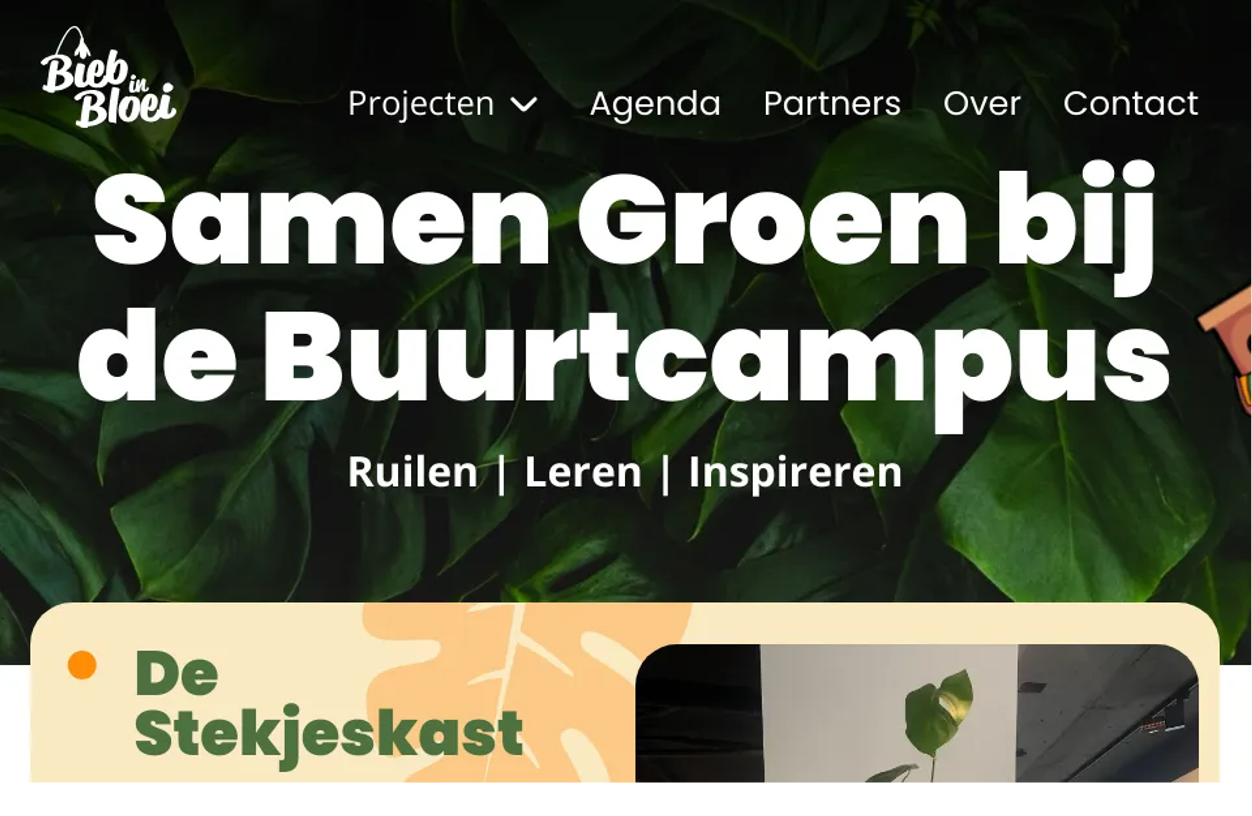 Bieb in
Bloei
Projecten Agenda Partners Over Contact
Samen Groen bij
de Buurtcampus
Ruilen | Leren | Inspireren
De
Stekjeskast